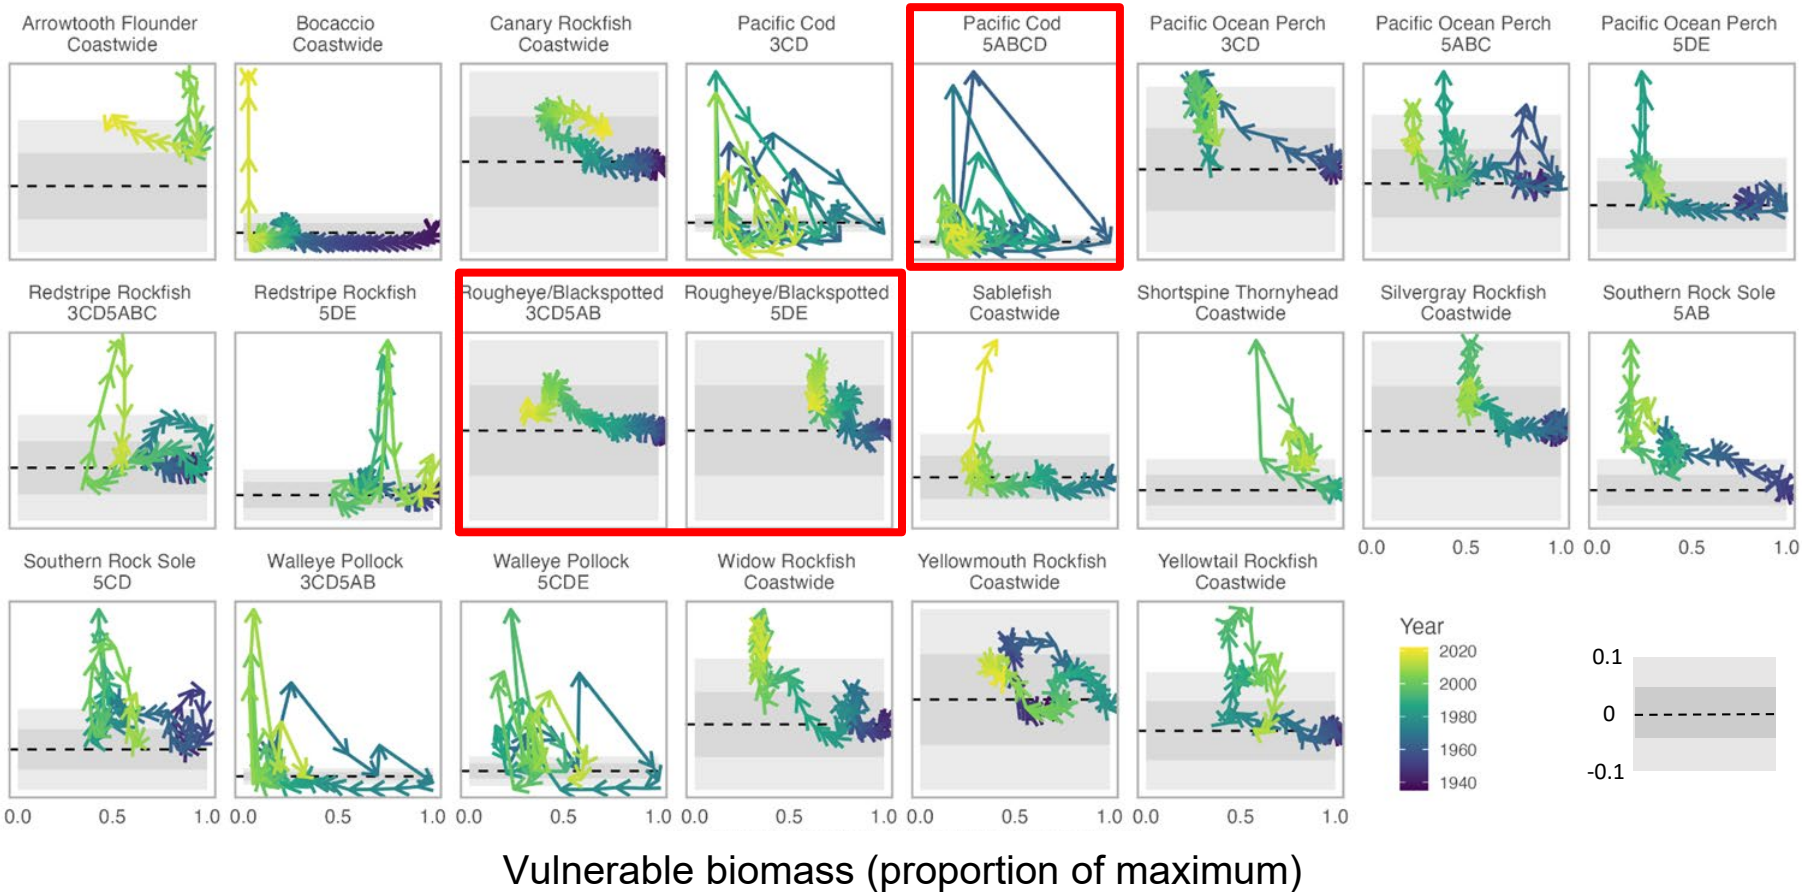 Arrowtooth Flounder
Coastwide
Bocaccio
Coastwide
Canary Rockfish
Coastwide
Pacific Cod
3CD
Pacific Cod
5ABCD
Pacific Ocean Perch
3CD
Pacific Ocean Perch
5ABC
Pacific Ocean Perch
5DE
Redstripe Rockfish
3CD5ABC
Redstripe Rockfish
5DE
Rougheye/Blackspotted
3CD5AB
Rougheye/Blackspotted
5DE
Sablefish
Coastwide
Shortspine Thornyhead
Coastwide
Silvergray Rockfish
Coastwide
Southern Rock Sole
5AB
0.0 0.5 1.0 0.0 0.5 1.0
Southern Rock Sole
5CD
Walleye Pollock
3CD5AB
Walleye Pollock
5CDE
Widow Rockfish
Coastwide
Yellowmouth Rockfish
Coastwide
Yellowtail Rockfish
Coastwide
0.0 0.5 1.0 0.0 0.5 1.0 0.0 0.5 1.0 0.0 0.5 1.0 0.0 0.5 1.0 0.0 0.5 1.0
Year
2020
2000
1980
1960
1940
0.1
0
-0.1
Vulnerable biomass (proportion of maximum)